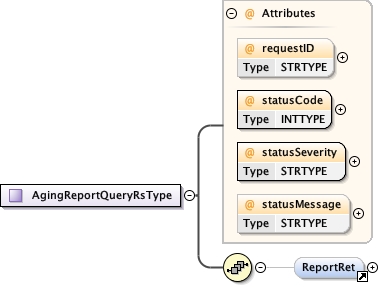 @ Attributes
@ requestID
Type STRTYPE
@ statusCode
Type INTTYPE
@ statusSeverity
Type STRTYPE
AgingReportQueryRsType
@ statusMessage
Type STRTYPE
ReportRet